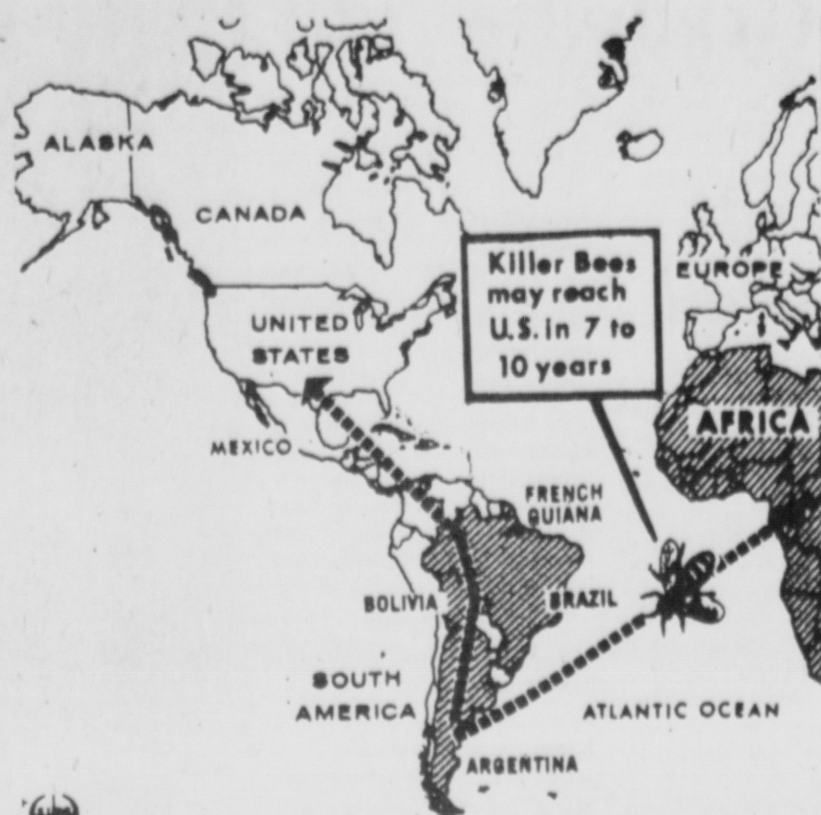 ALASKA
CANADA
Killer Bees
may reach
U.S. in 7 to
10 years
EUROPE
UNITED
STATES
AFRICA
MEXICO
FRENCH
GUIANA
BOLIVIA
BRAZIL
SOUTH
AMERICA
ATLANTIC OCEAN
ARGENTINA